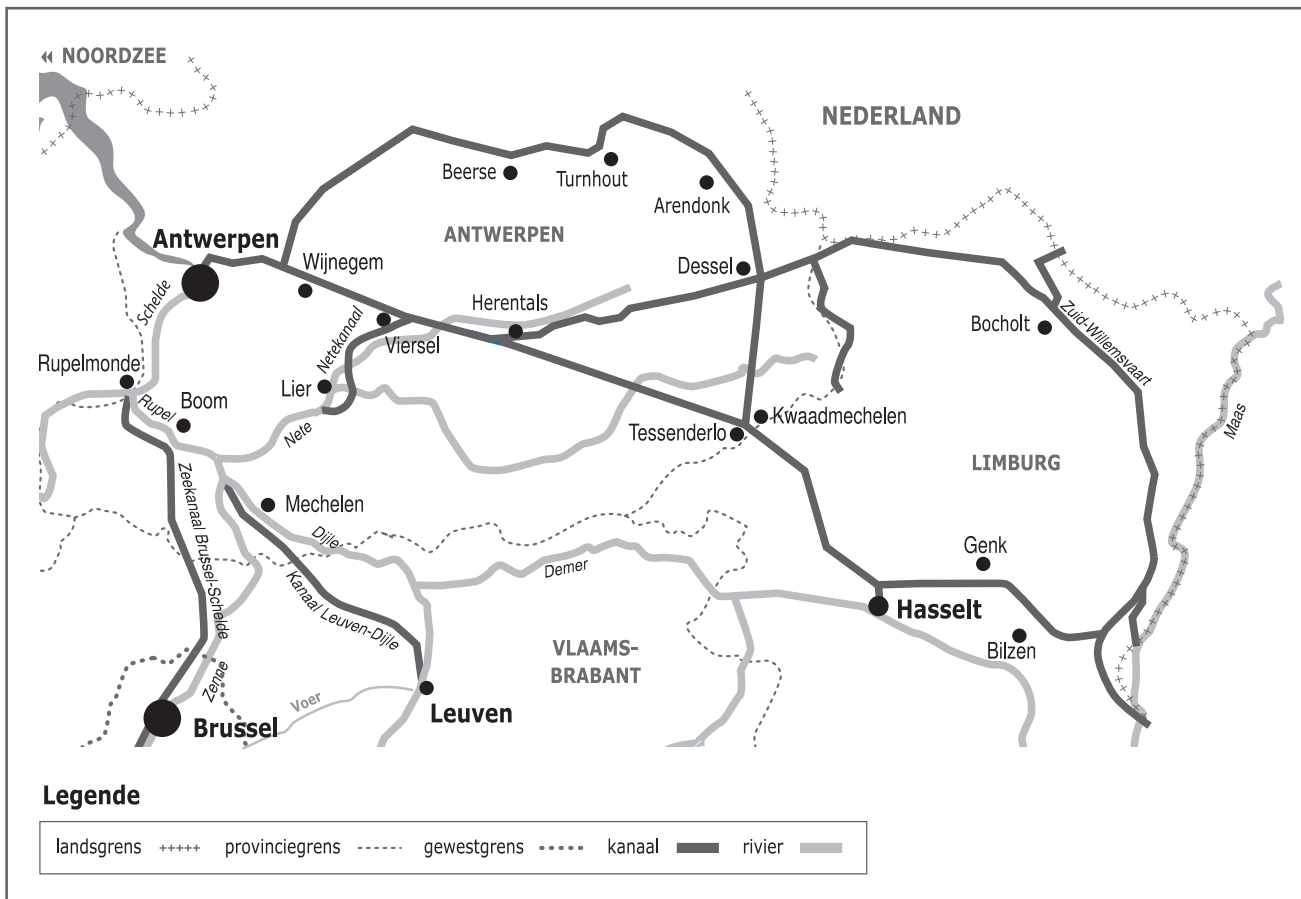 ◄◄ NOORDZEE
NEDERLAND
Beerse
Turnhout
Arendonk
Antwerpen
ANTWERPEN
Wijnegem
Dessel
Schelde
Herentals
Netekanaal
Viersel
Bocholt
Zuid-Willemsvaart
Rupelmonde
Lier
Boom
Rupel
Nete
Kwaadmechelen
Tessenderlo
Maas
LIMBURG
Zeekanaal Brussel-Schelde
Mechelen
Dijle
Genk
Demer
Kanaal Leuven-Dijle
Hasselt
Bilzen
VLAAMS-
BRABANT
Zenne
Voer
Leuven
Brussel
Legende
landsgrens provinciegrens gewestgrens kanaal rivier